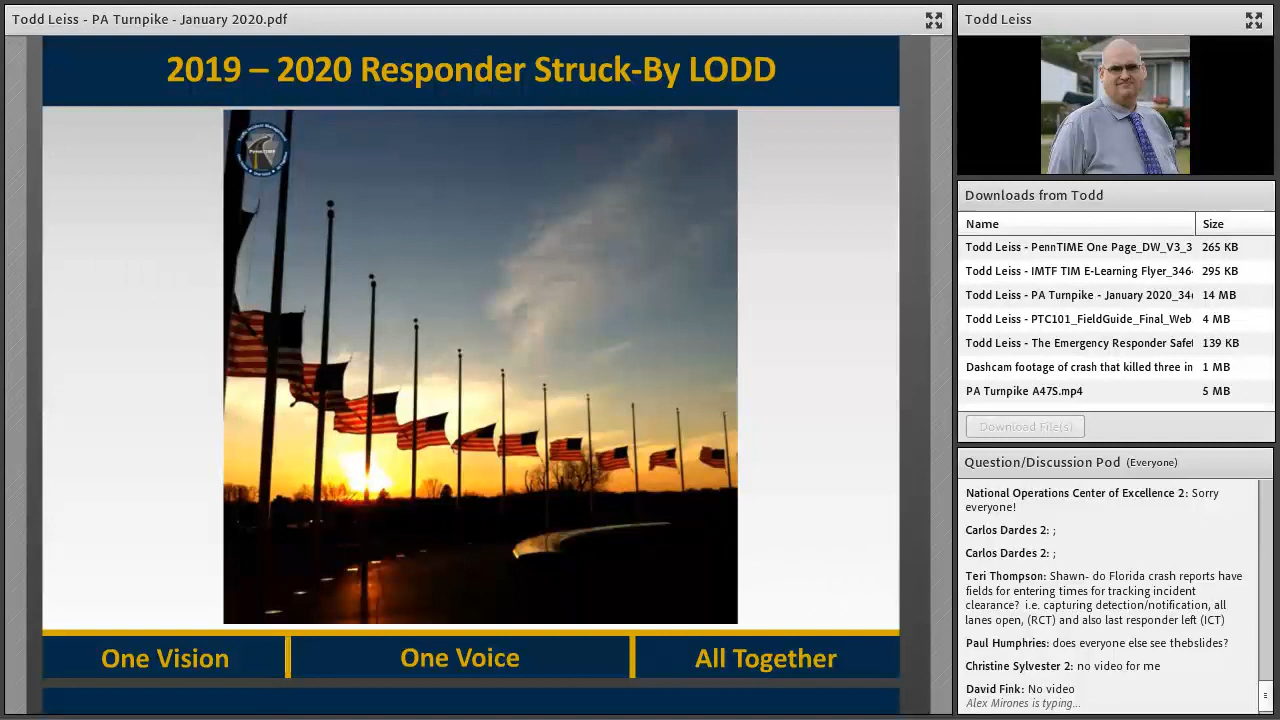 Todd Leiss - PA Turnpike - January 2020.pdf
2019 – 2020 Responder Struck-By LODD
PennTIME
One Vision
One Voice
All Together
Todd Leiss
Downloads from Todd
Name Size
Todd Leiss - PennTIME One Page_DW_V3_3 265 KB
Todd Leiss - IMTF TIM E-Learning Flyer_346 295 KB
Todd Leiss - PA Turnpike - January 2020_34 14 MB
Todd Leiss - PTC101_FieldGuide_Final_Web 4 MB
Todd Leiss - The Emergency Responder Safe 139 KB
Dashcam footage of crash that killed three in 1 MB
PA Turnpike A47S.mp4 5 MB
Download File(s)
Question/Discussion Pod (Everyone)
National Operations Center of Excellence 2: Sorry
everyone!
Carlos Dardes 2: ;
Carlos Dardes 2: ;
Teri Thompson: Shawn- do Florida crash reports have
fields for entering times for tracking incident
clearance? i.e. capturing detection/notification, all
lanes open, (RCT) and also last responder left (ICT)
Paul Humphries: does everyone else see thebslides?
Christine Sylvester 2: no video for me
David Fink: No video
Alex Mirones is typing...